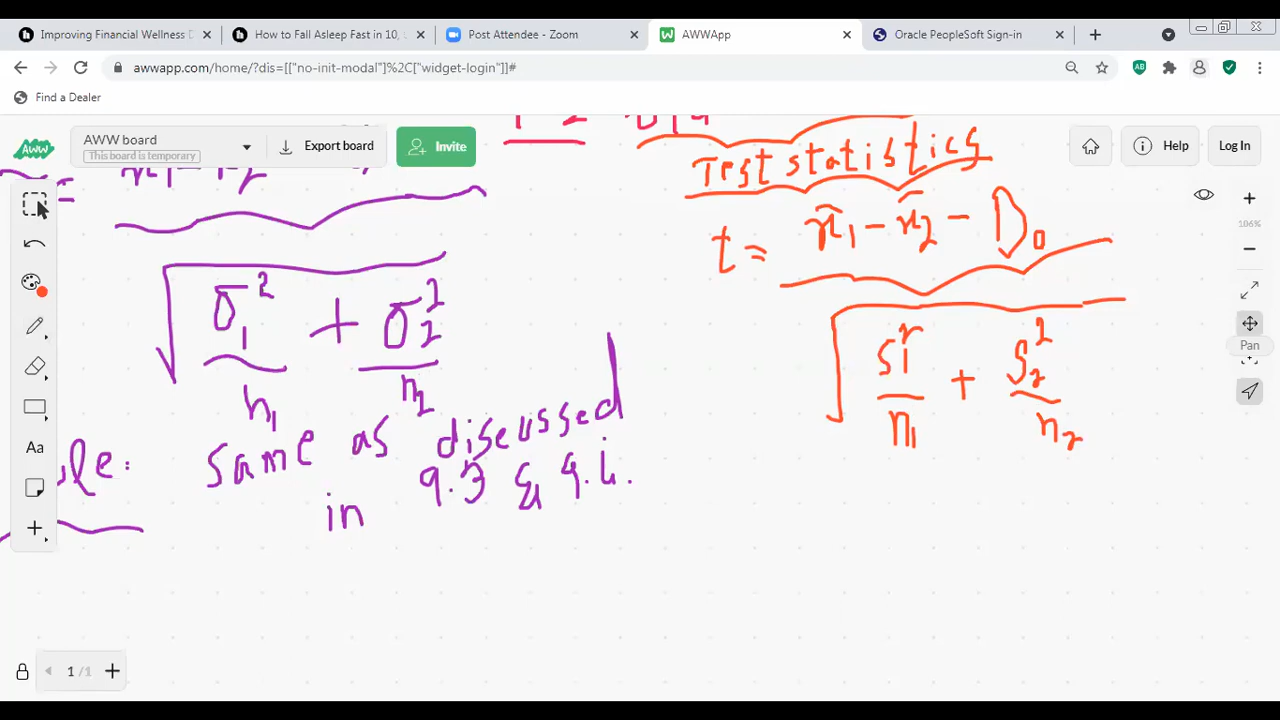 Improving Financial Wellness D
How to Fall Asleep Fast in 10,
Post Attendee - Zoom
AWWApp
Oracle PeopleSoft Sign-in
awwapp.com/home/?dis=[["no-init-modal"]%2C["widget-login"]]#
Find a Dealer
AWW
AWW board
This board is temporary
Export board
Invite
Help
Log In
106%
Pan
Aa
σ₁² + σ₂²
n₁ n₂
same as discussed
in 9.3 & 9.4.
Test statistics
t = x̄₁ - x̄₂ - D₀
s₁² + s₂²
n₁ n₂
1 / 1